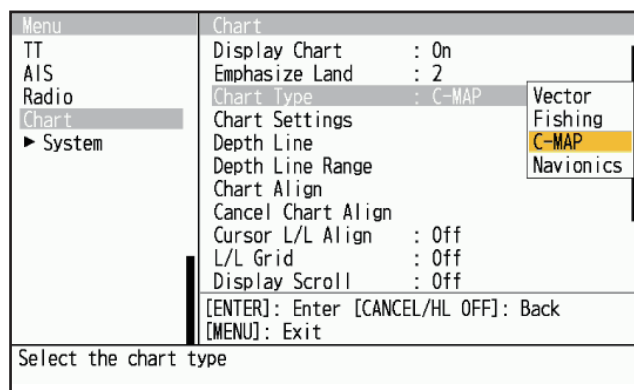 Menu
TT
AIS
Radio
Chart
► System
Chart
Display Chart : On
Emphasize Land : 2
Chart Type : C-MAP
Chart Settings
Depth Line
Depth Line Range
Chart Align
Cancel Chart Align
Cursor L/L Align : Off
L/L Grid : Off
Display Scroll : Off
Vector
Fishing
C-MAP
Navionics
[ENTER]: Enter [CANCEL/HL OFF]: Back
[MENU]: Exit
Select the chart type